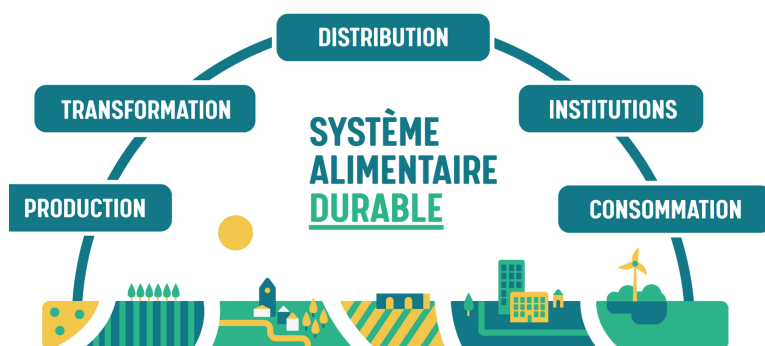 DISTRIBUTION
TRANSFORMATION
INSTITUTIONS
SYSTÈME
ALIMENTAIRE
DURABLE
PRODUCTION
CONSOMMATION